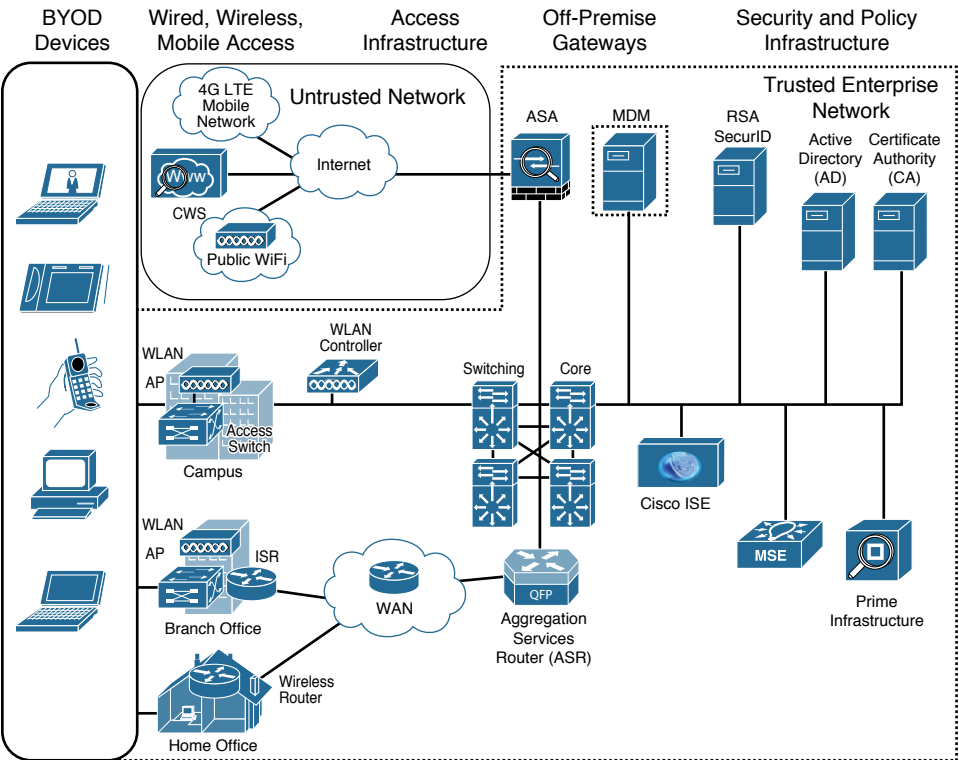 BYOD
Devices
Wired, Wireless,
Mobile Access
Access
Infrastructure
Off-Premise
Gateways
Security and Policy
Infrastructure
4G LTE
Mobile
Network
Untrusted Network
Internet
WWW
CWS
Public WiFi
ASA
MDM
Trusted Enterprise
Network
RSA
SecurID
Active
Directory
(AD)
Certificate
Authority
(CA)
WLAN
AP
Access
Switch
Campus
WLAN
Controller
Switching
Core
Cisco ISE
MSE
Prime
Infrastructure
WLAN
AP
ISR
Branch Office
WAN
QFP
Aggregation
Services
Router (ASR)
Wireless
Router
Home Office